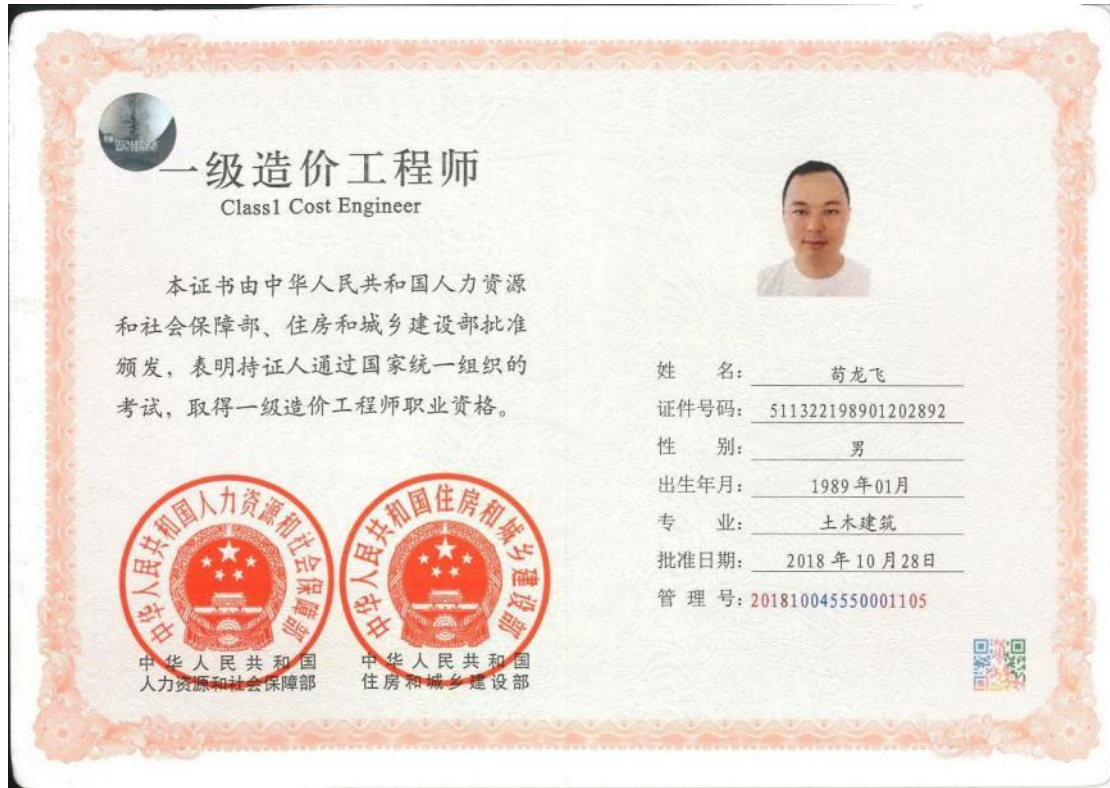 一级造价工程师
Class1 Cost Engineer
本证书由中华人民共和国人力资源
和社会保障部、住房和城乡建设部批准
颁发，表明持证人通过国家统一组织的
考试，取得一级造价工程师职业资格。
中华人民共和国人力资源和社会保障部
中华人民共和国住房和城乡建设部
中华人民共和国
人力资源和社会保障部
中华人民共和国
住房和城乡建设部
姓 名：苟龙飞
证件号码：511322198901202892
性 别：男
出生年月：1989年01月
专 业：土木建筑
批准日期：2018年10月28日
管 理 号：201810045550001105